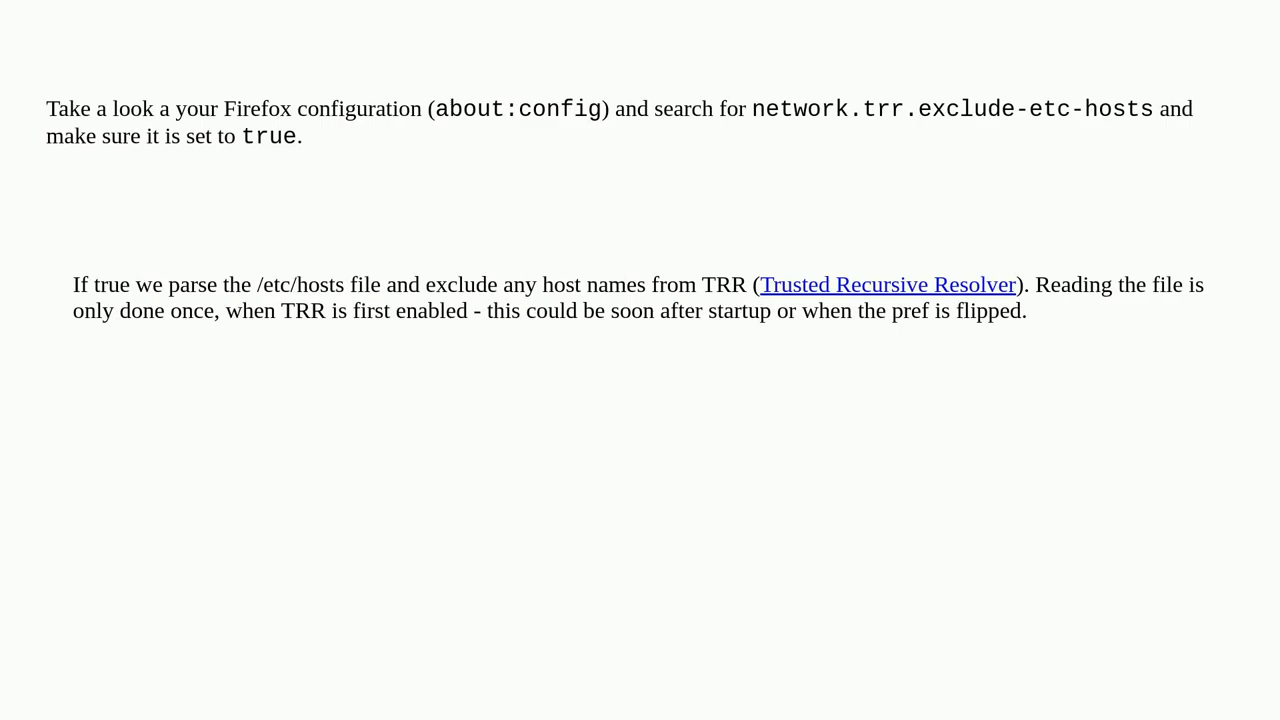 Take a look a your Firefox configuration (about:config) and search for network.trr.exclude-etc-hosts and
make sure it is set to true.
If true we parse the /etc/hosts file and exclude any host names from TRR (Trusted Recursive Resolver). Reading the file is
only done once, when TRR is first enabled - this could be soon after startup or when the pref is flipped.